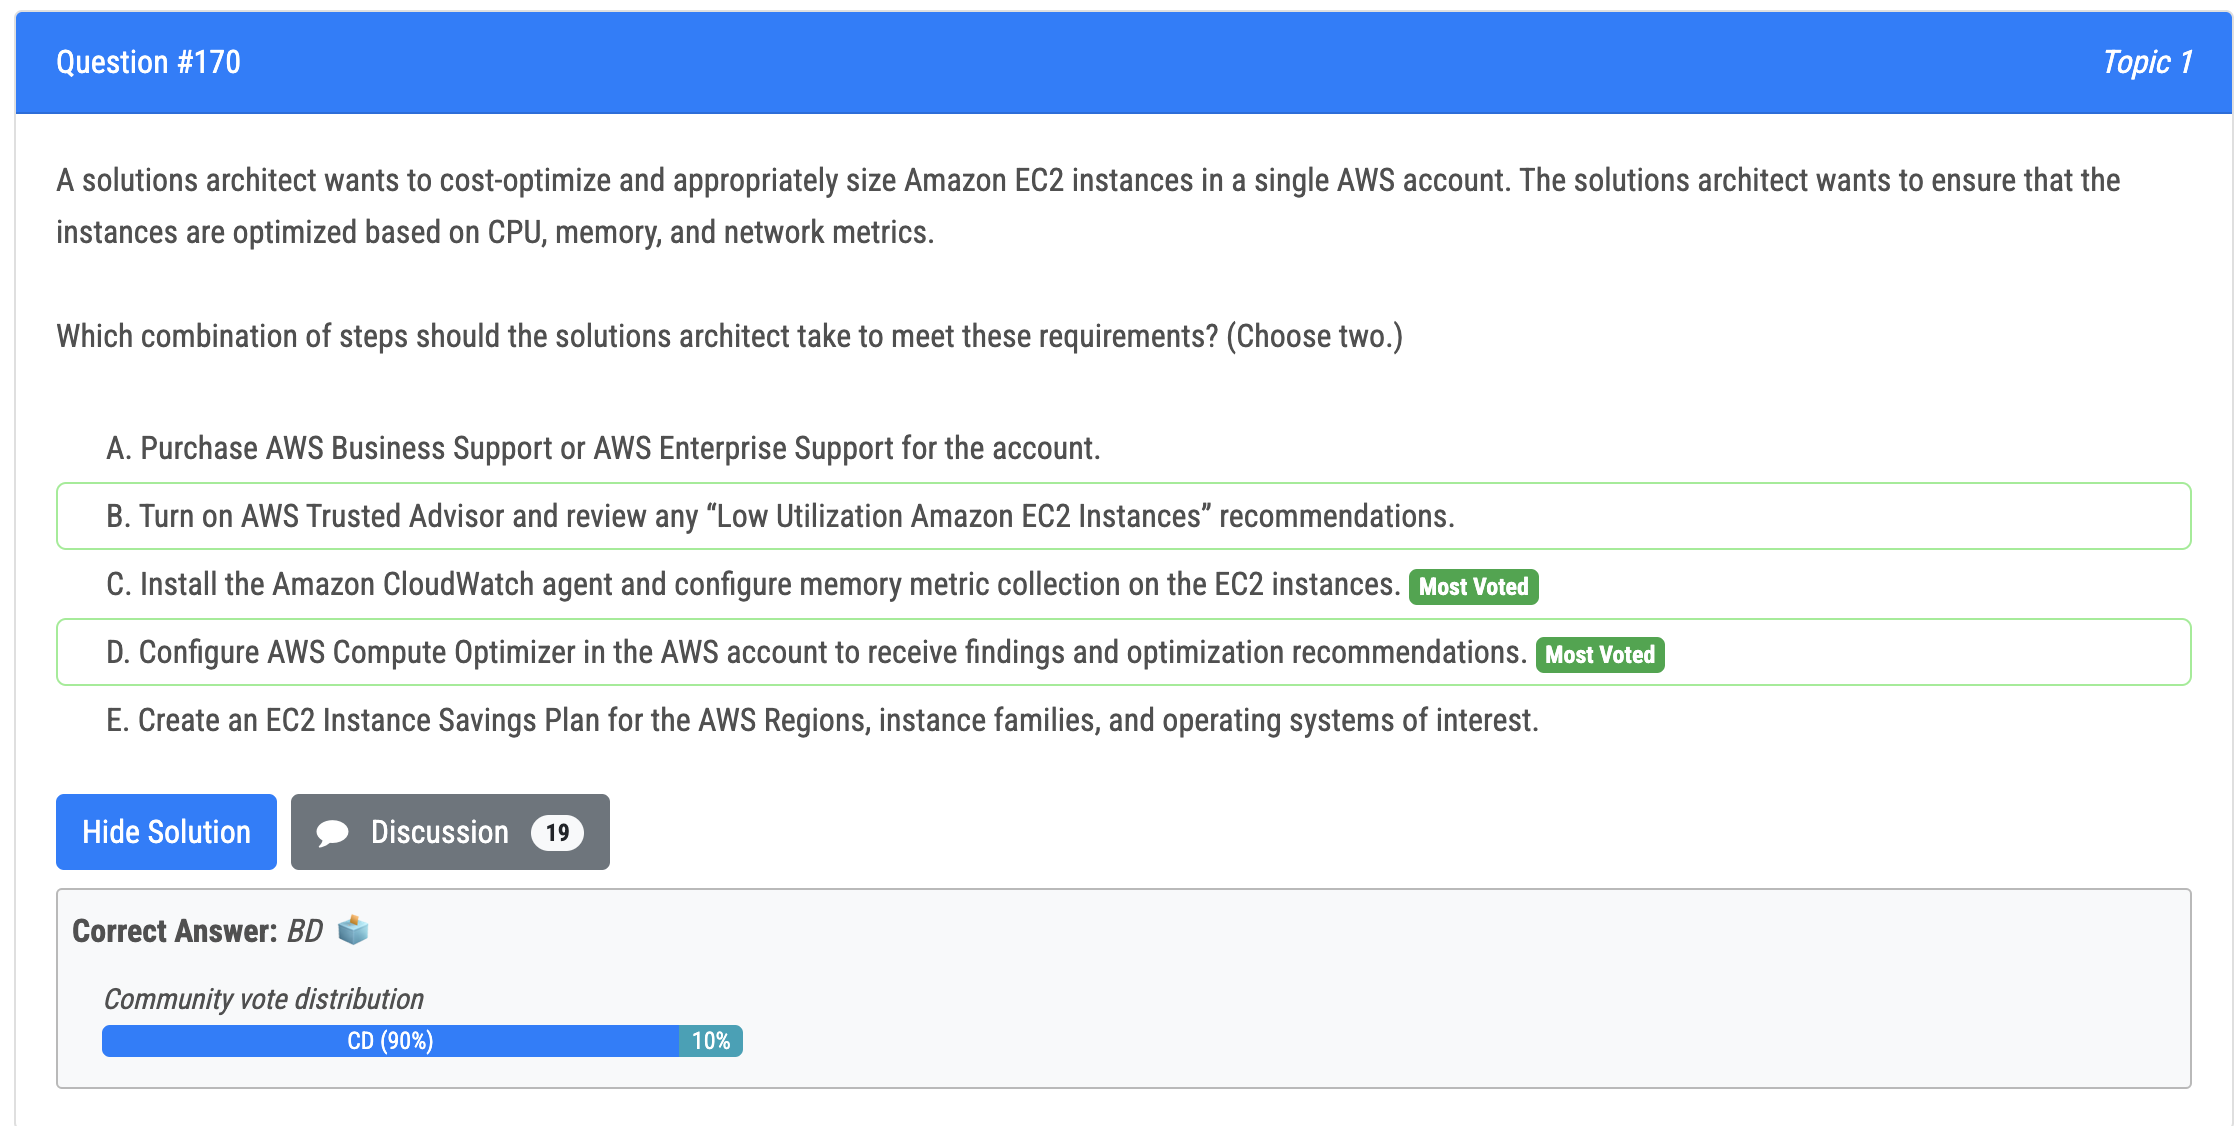 Question #170
Topic 1
A solutions architect wants to cost-optimize and appropriately size Amazon EC2 instances in a single AWS account. The solutions architect wants to ensure that the
instances are optimized based on CPU, memory, and network metrics.
Which combination of steps should the solutions architect take to meet these requirements? (Choose two.)
A. Purchase AWS Business Support or AWS Enterprise Support for the account.
B. Turn on AWS Trusted Advisor and review any “Low Utilization Amazon EC2 Instances” recommendations.
C. Install the Amazon CloudWatch agent and configure memory metric collection on the EC2 instances. Most Voted
D. Configure AWS Compute Optimizer in the AWS account to receive findings and optimization recommendations. Most Voted
E. Create an EC2 Instance Savings Plan for the AWS Regions, instance families, and operating systems of interest.
Hide Solution
Discussion 19
Correct Answer: BD
Community vote distribution
CD (90%)
10%